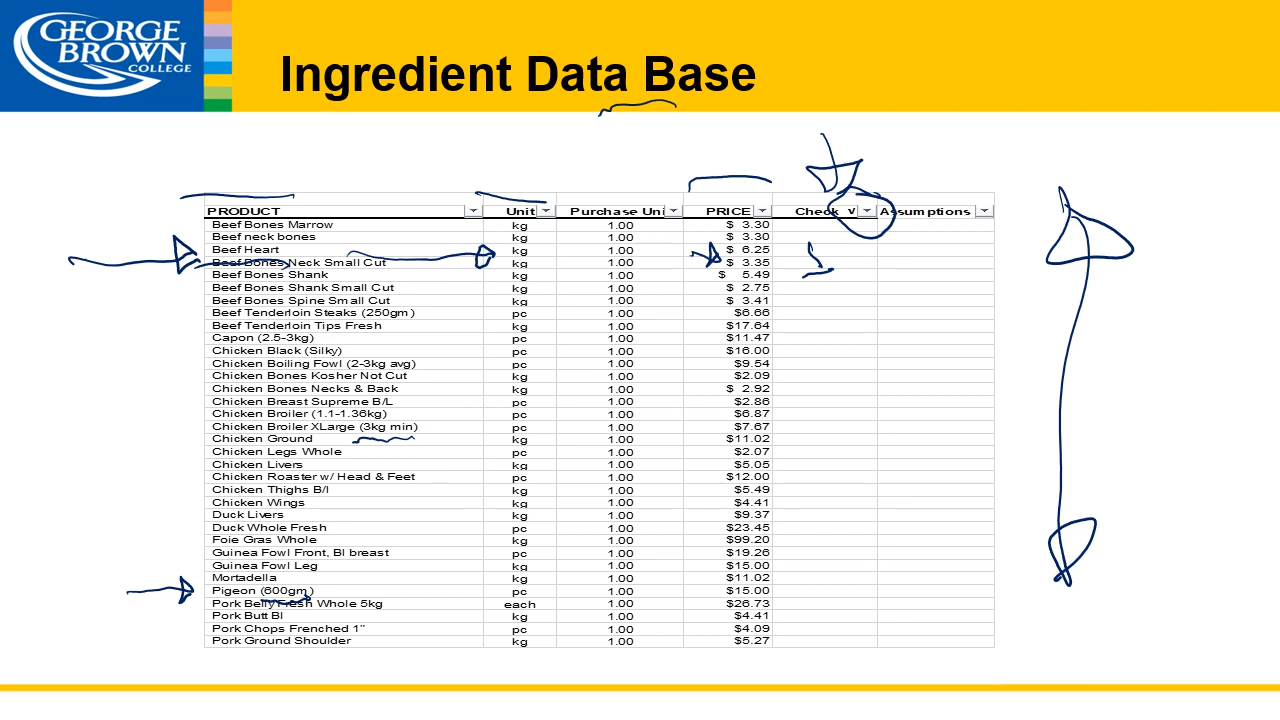 GEORGE
BROWN
COLLEGE
Ingredient Data Base
PRODUCT Unit Purchase Uni PRICE Check v Assumptions
Beef Bones Marrow kg 1.00 $ 3.30
Beef neck bones kg 1.00 $ 3.30
Beef Heart kg 1.00 $ 6.25
Beef Bones Neck Small Cut kg 1.00 $ 3.35
Beef Bones Shank kg 1.00 $ 5.49
Beef Bones Shank Small Cut kg 1.00 $ 2.75
Beef Bones Spine Small Cut kg 1.00 $ 3.41
Beef Tenderloin Steaks (250gm) pc 1.00 $6.66
Beef Tenderloin Tips Fresh kg 1.00 $17.64
Capon (2.5-3kg) pc 1.00 $11.47
Chicken Black (Silky) pc 1.00 $16.00
Chicken Boiling Fowl (2-3kg avg) pc 1.00 $9.54
Chicken Bones Kosher Not Cut kg 1.00 $2.09
Chicken Bones Necks & Back kg 1.00 $ 2.92
Chicken Breast Supreme B/L pc 1.00 $2.86
Chicken Broiler (1.1-1.36kg) pc 1.00 $6.87
Chicken Broiler XLarge (3kg min) pc 1.00 $7.67
Chicken Ground kg 1.00 $11.02
Chicken Legs Whole pc 1.00 $2.07
Chicken Livers kg 1.00 $5.05
Chicken Roaster w/ Head & Feet pc 1.00 $12.00
Chicken Thighs B/l kg 1.00 $5.49
Chicken Wings kg 1.00 $4.41
Duck Livers kg 1.00 $9.37
Duck Whole Fresh pc 1.00 $23.45
Foie Gras Whole kg 1.00 $99.20
Guinea Fowl Front, Bl breast pc 1.00 $19.26
Guinea Fowl Leg kg 1.00 $15.00
Mortadella kg 1.00 $11.02
Pigeon (600gm) pc 1.00 $15.00
Pork Belly Fresh Whole 5kg each 1.00 $26.73
Pork Butt Bl kg 1.00 $4.41
Pork Chops Frenched 1" pc 1.00 $4.09
Pork Ground Shoulder kg 1.00 $5.27